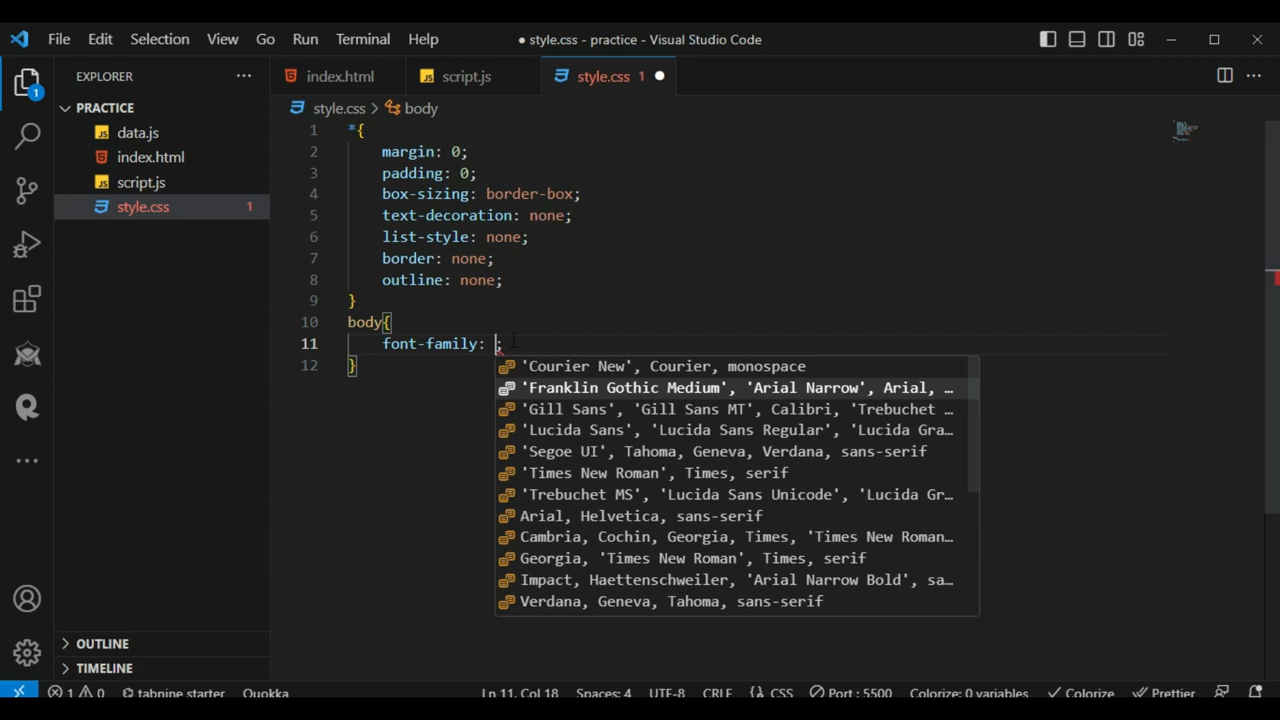 File Edit Selection View Go Run Terminal Help ● style.css - practice - Visual Studio Code
EXPLORER ··· index.html script.js style.css 1 ●
PRACTICE
style.css > body
data.js
index.html
script.js
style.css 1
1 *{
2 margin: 0;
3 padding: 0;
4 box-sizing: border-box;
5 text-decoration: none;
6 list-style: none;
7 border: none;
8 outline: none;
9 }
10 body{
11 font-family: ;
12 }
'Courier New', Courier, monospace
'Franklin Gothic Medium', 'Arial Narrow', Arial, …
'Gill Sans', 'Gill Sans MT', Calibri, 'Trebuchet …
'Lucida Sans', 'Lucida Sans Regular', 'Lucida Gra…
'Segoe UI', Tahoma, Geneva, Verdana, sans-serif
'Times New Roman', Times, serif
'Trebuchet MS', 'Lucida Sans Unicode', 'Lucida Gr…
Arial, Helvetica, sans-serif
Cambria, Cochin, Georgia, Times, 'Times New Roman…
Georgia, 'Times New Roman', Times, serif
Impact, Haettenschweiler, 'Arial Narrow Bold', sa…
Verdana, Geneva, Tahoma, sans-serif
OUTLINE
TIMELINE
1 0 tabnine starter Quokka Ln 11, Col 18 Spaces: 4 UTF-8 CRLF {} CSS Port : 5500 Colorize: 0 variables Colorize Prettier